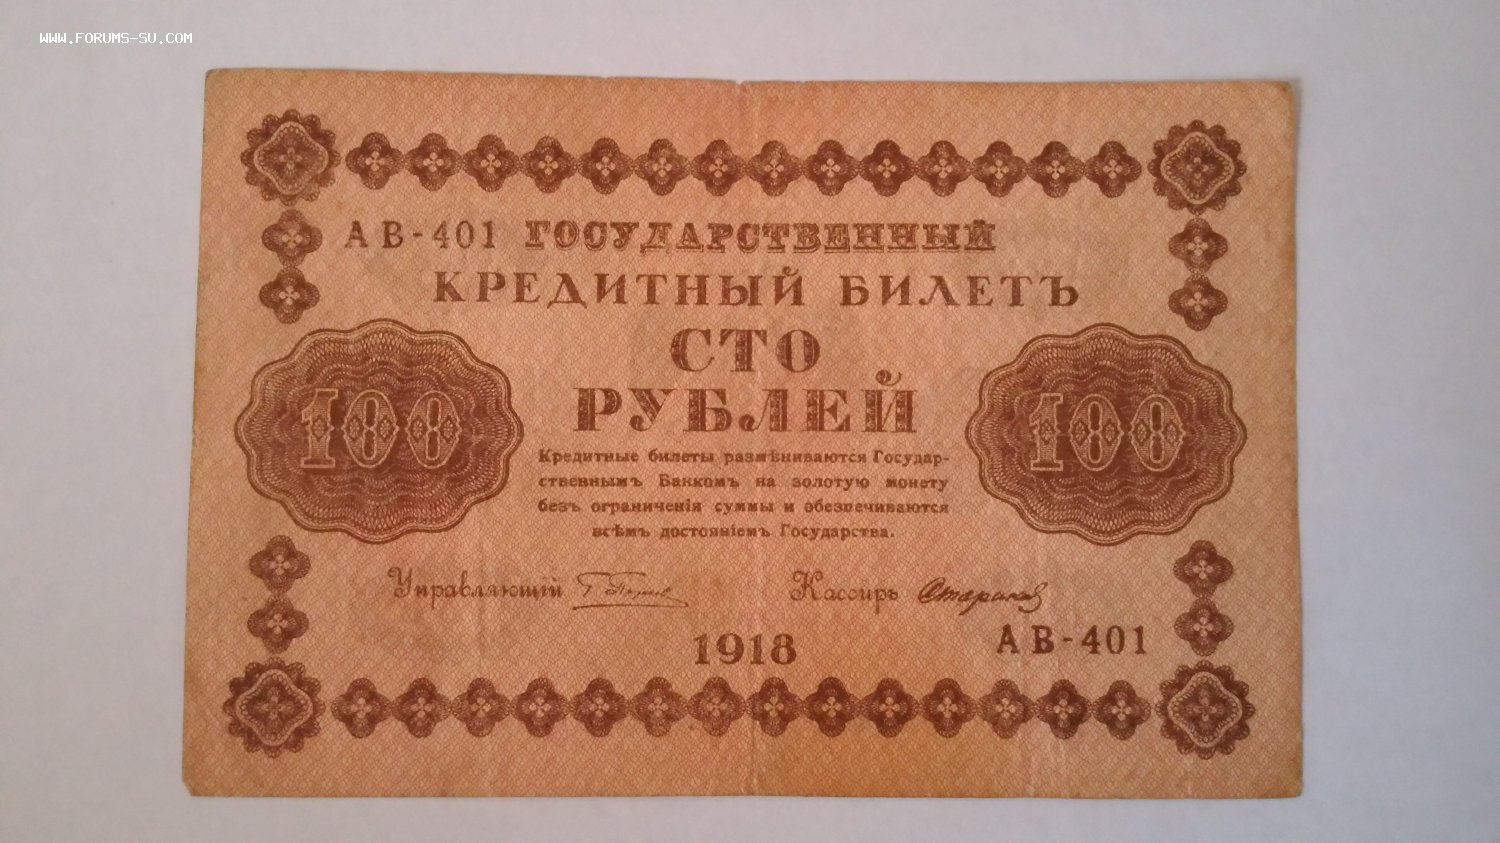 WWW.FORUMS-SU.COM
АВ-401 ГОСУДАРСТВЕННЫЙ
КРЕДИТНЫЙ БИЛЕТЪ
СТО
РУБЛЕЙ
100
100
Кредитные билеты размѣниваются Государ-
ственнымъ Банкомъ на золотую монету
безъ ограниченія суммы и обезпечиваются
всѣмъ достояніемъ Государства.
Управляющій
Кассиръ Стариков
1918
АВ-401